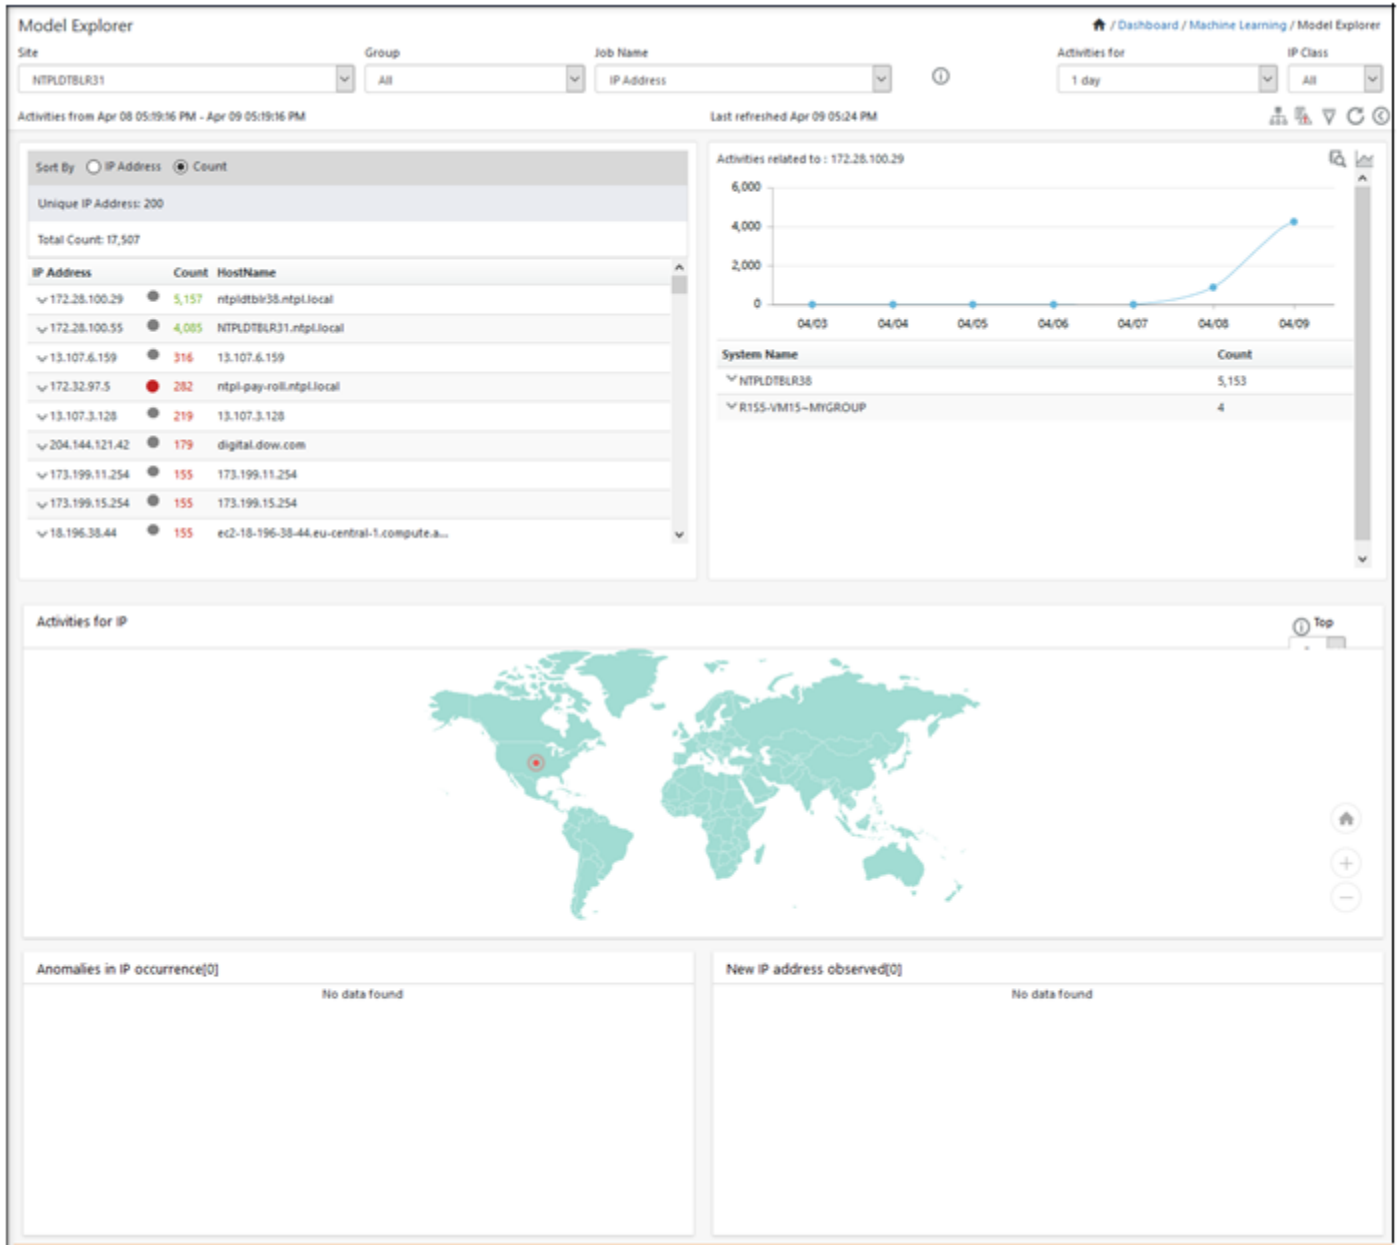 Model Explorer
/ Dashboard / Machine Learning / Model Explorer
Site
Group
Job Name
Activities for
IP Class
NTPLDTBLR31
All
IP Address
1 day
All
Activities from Apr 08 05:19:16 PM - Apr 09 05:19:16 PM
Last refreshed Apr 09 05:24 PM
Sort By IP Address Count
Unique IP Address: 200
Total Count: 17,507
IP Address Count HostName
172.28.100.29 5,157 ntpldtblr38.ntpl.local
172.28.100.55 4,085 NTPLDTBLR31.ntpl.local
13.107.6.159 316 13.107.6.159
172.32.97.5 282 ntpl-pay-roll.ntpl.local
13.107.3.128 219 13.107.3.128
204.144.121.42 179 digital.dow.com
173.199.11.254 155 173.199.11.254
173.199.15.254 155 173.199.15.254
18.196.38.44 155 ec2-18-196-38-44.eu-central-1.compute.a...
Activities related to : 172.28.100.29
6,000
4,000
2,000
0
04/03 04/04 04/05 04/06 04/07 04/08 04/09
System Name Count
NTPLDTBLR38 5,153
R1S5-VM15~MYGROUP 4
Activities for IP
Top
Anomalies in IP occurrence[0]
No data found
New IP address observed[0]
No data found